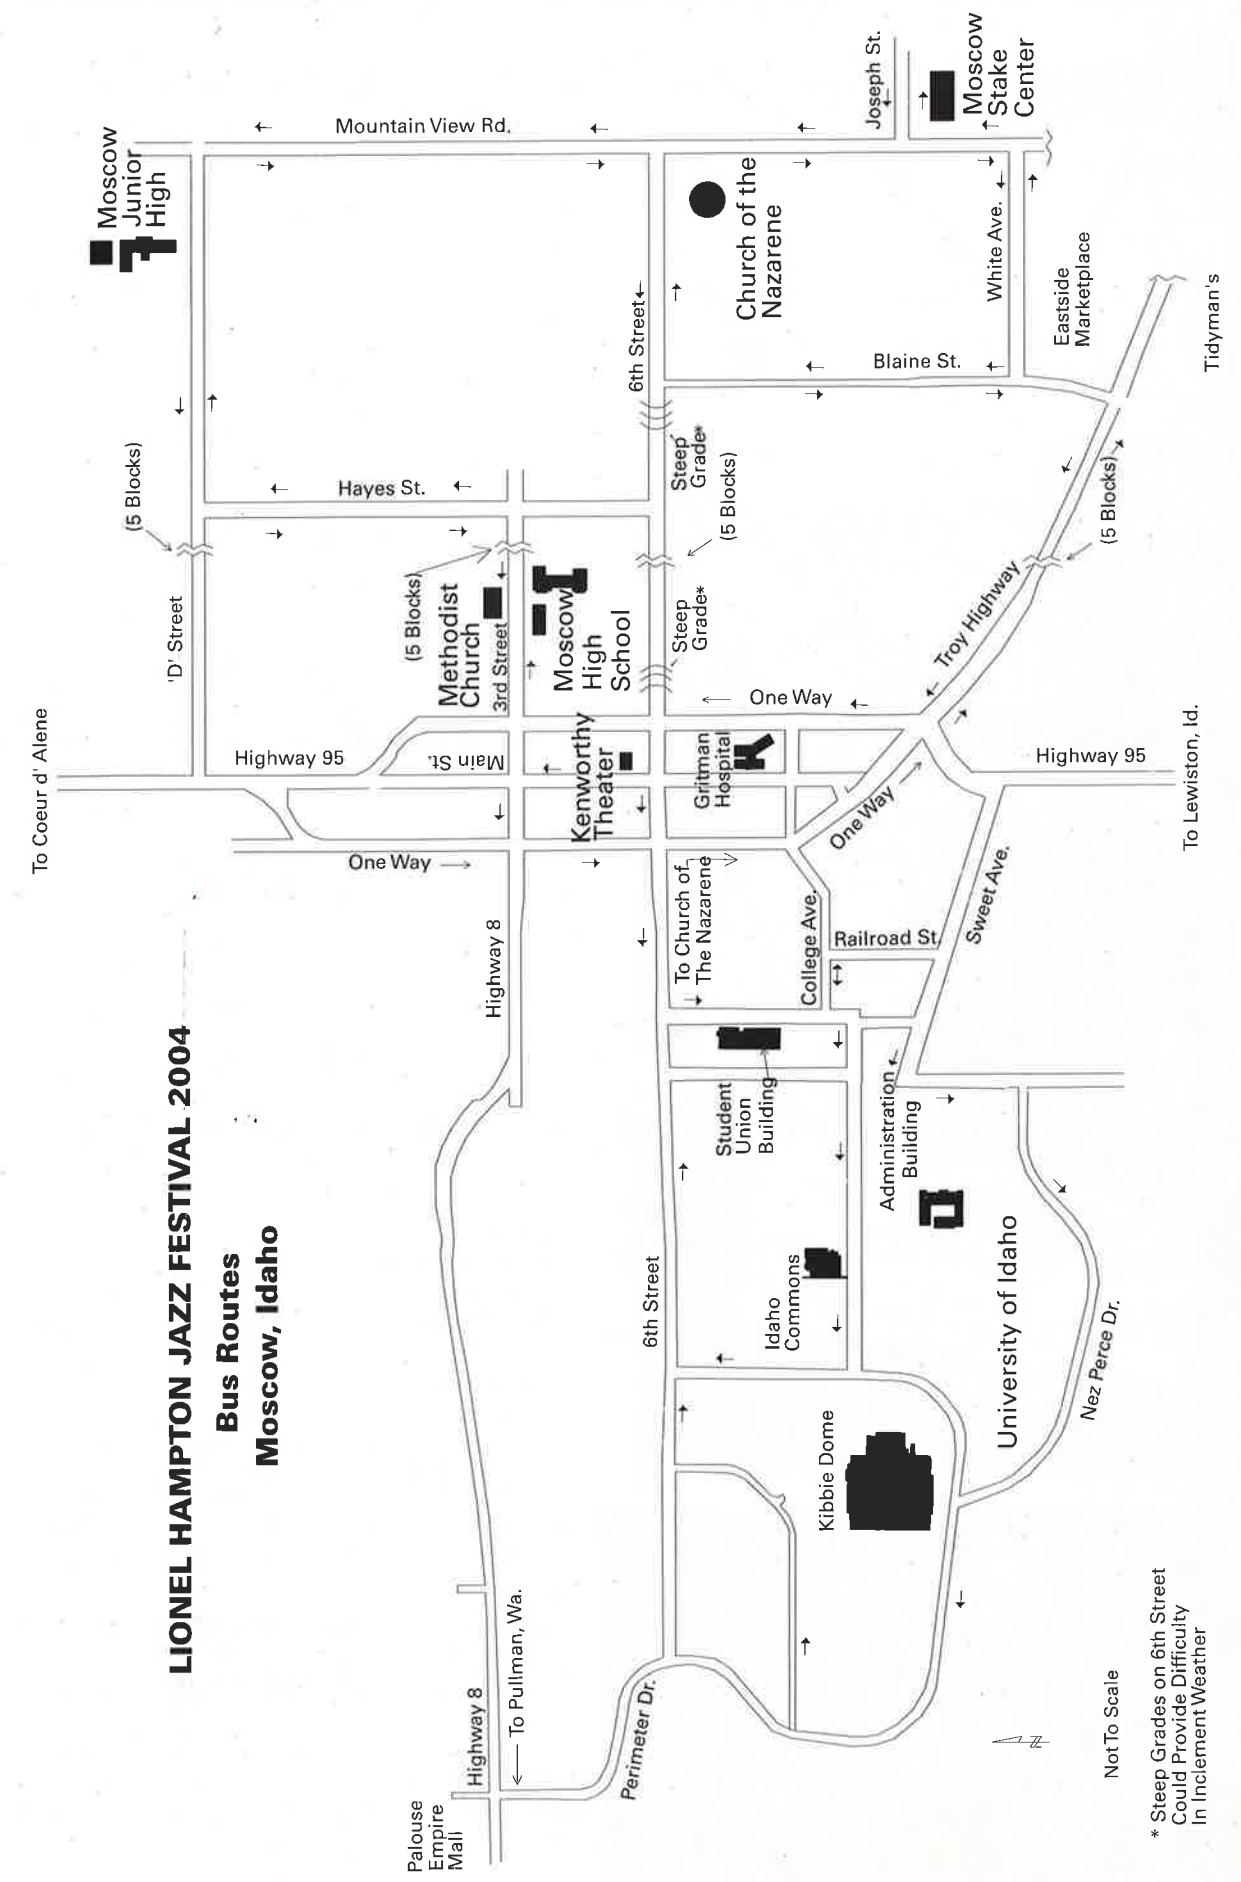 LIONEL HAMPTON JAZZ FESTIVAL 2004
Bus Routes
Moscow, Idaho
To Coeur d' Alene
Moscow
Junior
High
'D' Street
(5 Blocks)
Highway 95
Mountain View Rd.
Hayes St.
(5 Blocks)
Methodist
Church
3rd Street
Main St.
One Way
Highway 8
Moscow
High
School
Kenworthy
Theater
Palouse
Empire
Mall
Highway 8
To Pullman, Wa.
Perimeter Dr.
6th Street
6th Street
Steep
Grade*
Steep
Grade*
(5 Blocks)
Church of the
Nazarene
One Way
Gritman
Hospital
To Church of
The Nazarene
Student
Union
Building
Idaho
Commons
Kibbie Dome
College Ave.
Railroad St.
One Way
Administration
Building
University of Idaho
Nez Perce Dr.
Sweet Ave.
Troy Highway
Blaine St.
White Ave.
Joseph St.
Moscow
Stake
Center
Eastside
Marketplace
(5 Blocks)
Highway 95
To Lewiston, Id.
Tidyman's
Not To Scale
* Steep Grades on 6th Street
Could Provide Difficulty
In Inclement Weather